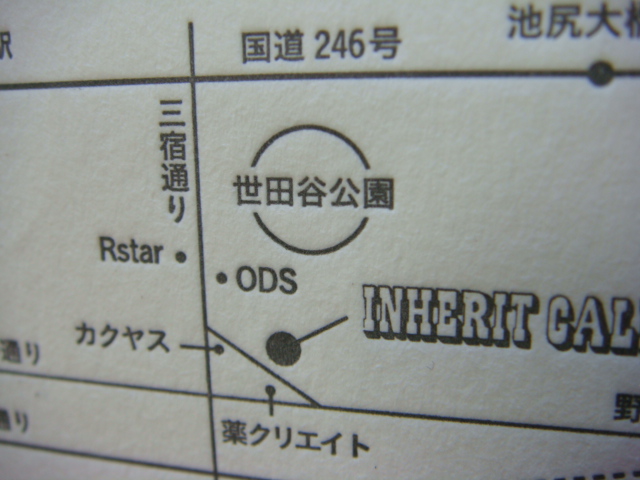 駅
国道246号
池尻大橋
三宿通り
世田谷公園
Rstar
ODS
INHERIT GAL
カクヤス
通り
野
通り
薬クリエイト